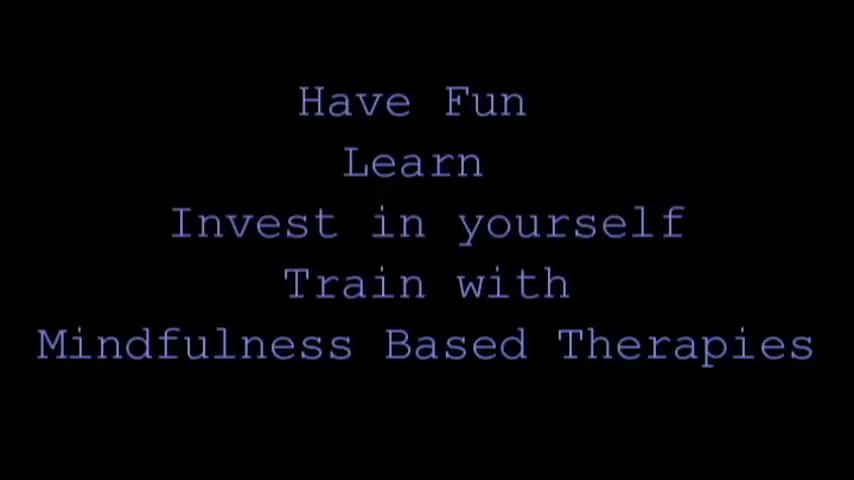 Have Fun
Learn
Invest in yourself
Train with
Mindfulness Based Therapies